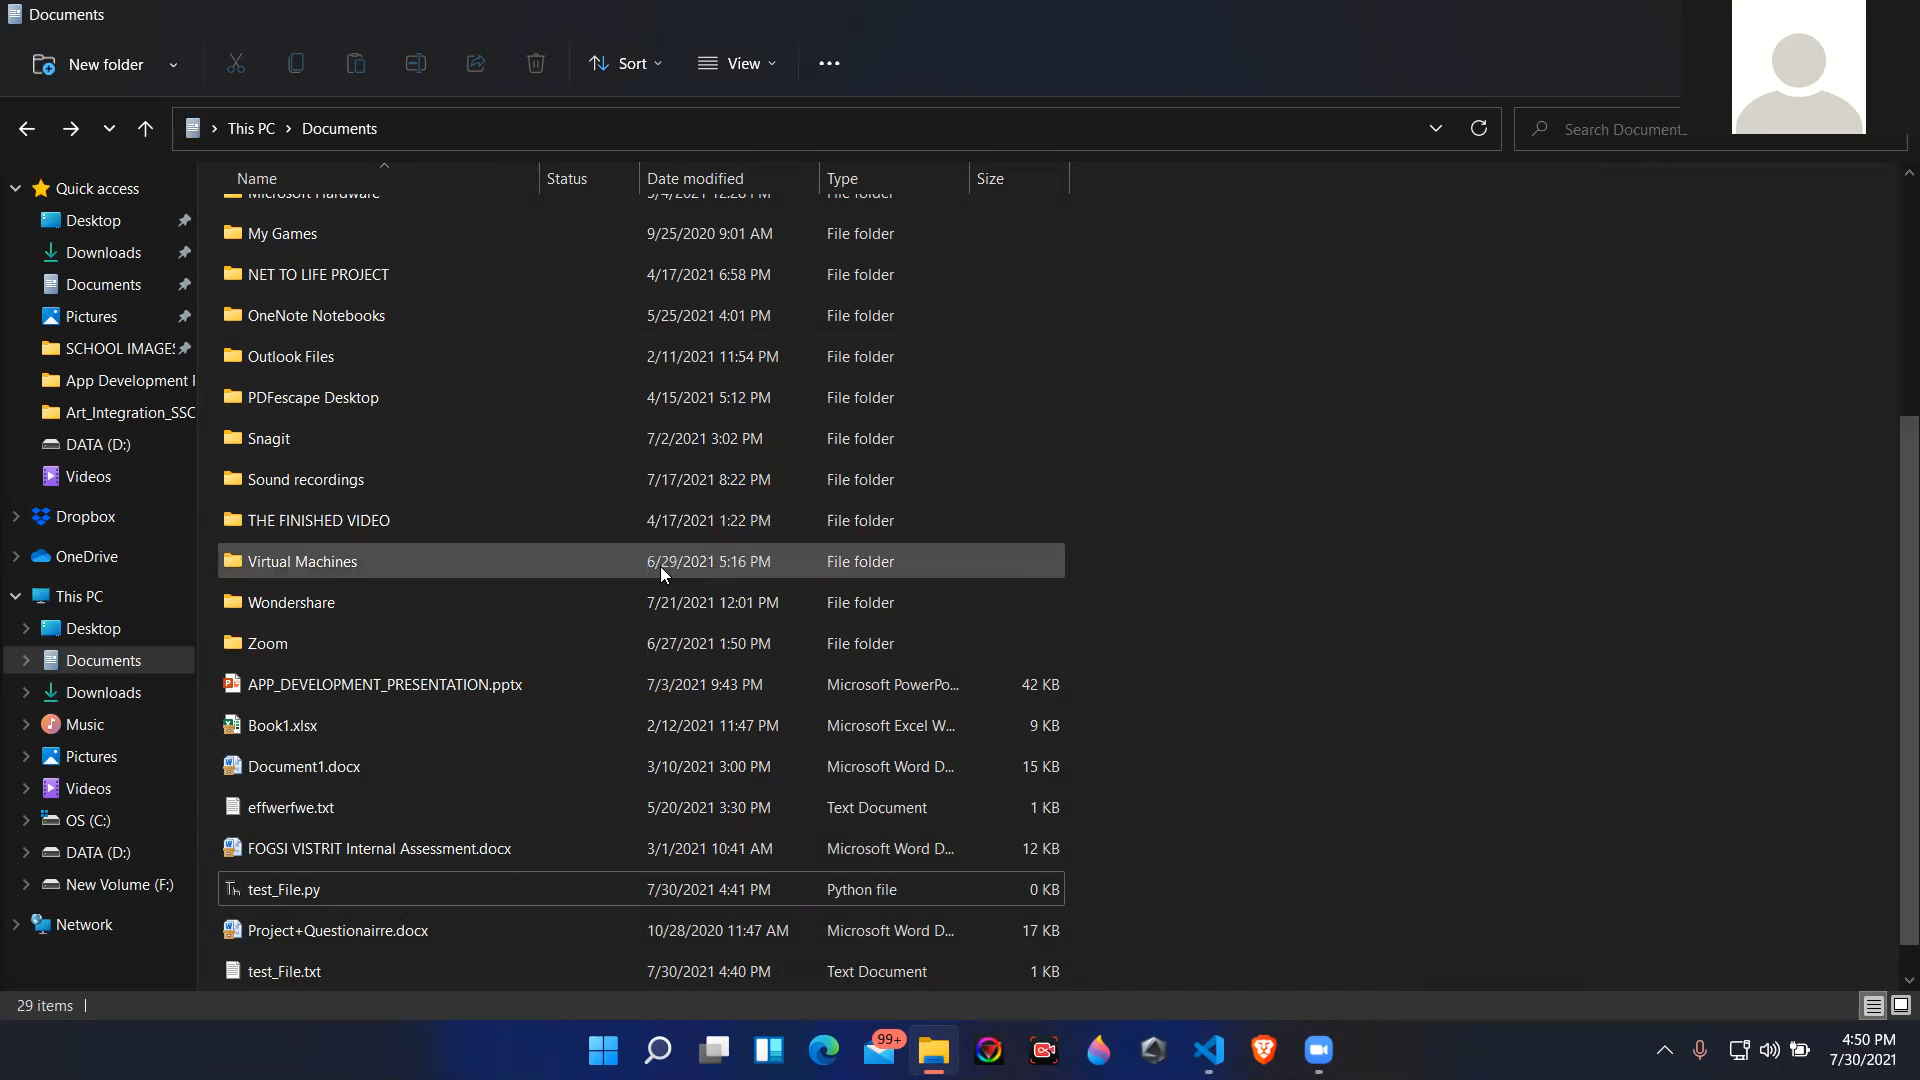 Documents
New folder
Sort
View
This PC > Documents
Search Document..
Name Status Date modified Type Size
Microsoft Hardware 5/4/2021 12:28 PM File folder
My Games 9/25/2020 9:01 AM File folder
NET TO LIFE PROJECT 4/17/2021 6:58 PM File folder
OneNote Notebooks 5/25/2021 4:01 PM File folder
Outlook Files 2/11/2021 11:54 PM File folder
PDFescape Desktop 4/15/2021 5:12 PM File folder
Snagit 7/2/2021 3:02 PM File folder
Sound recordings 7/17/2021 8:22 PM File folder
THE FINISHED VIDEO 4/17/2021 1:22 PM File folder
Virtual Machines 6/29/2021 5:16 PM File folder
Wondershare 7/21/2021 12:01 PM File folder
Zoom 6/27/2021 1:50 PM File folder
APP_DEVELOPMENT_PRESENTATION.pptx 7/3/2021 9:43 PM Microsoft PowerPo... 42 KB
Book1.xlsx 2/12/2021 11:47 PM Microsoft Excel W... 9 KB
Document1.docx 3/10/2021 3:00 PM Microsoft Word D... 15 KB
effwerfwe.txt 5/20/2021 3:30 PM Text Document 1 KB
FOGSI VISTRIT Internal Assessment.docx 3/1/2021 10:41 AM Microsoft Word D... 12 KB
test_File.py 7/30/2021 4:41 PM Python file 0 KB
Project+Questionairre.docx 10/28/2020 11:47 AM Microsoft Word D... 17 KB
test_File.txt 7/30/2021 4:40 PM Text Document 1 KB
Quick access
Desktop
Downloads
Documents
Pictures
SCHOOL IMAGES
App Development
Art_Integration_SSC
DATA (D:)
Videos
Dropbox
OneDrive
This PC
Desktop
Documents
Downloads
Music
Pictures
Videos
OS (C:)
DATA (D:)
New Volume (F:)
Network
29 items
99+
4:50 PM
7/30/2021